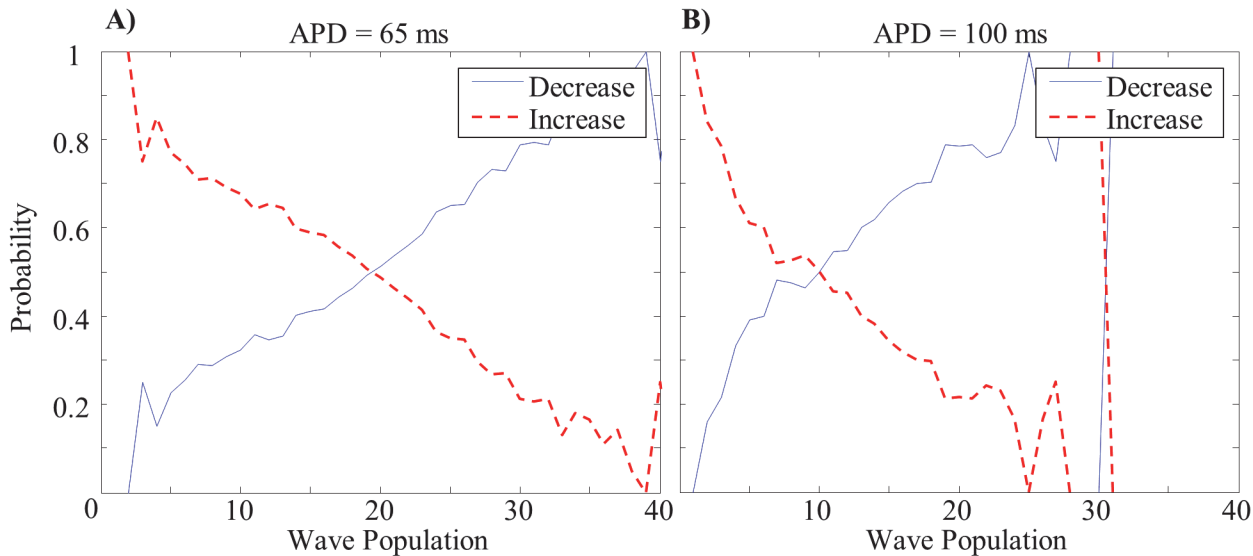 A)
APD = 65 ms
Decrease
Increase
1
0.8
0.6
0.4
0.2
Probability
0 10 20 30 40
Wave Population
B)
APD = 100 ms
Decrease
Increase
10 20 30 40
Wave Population